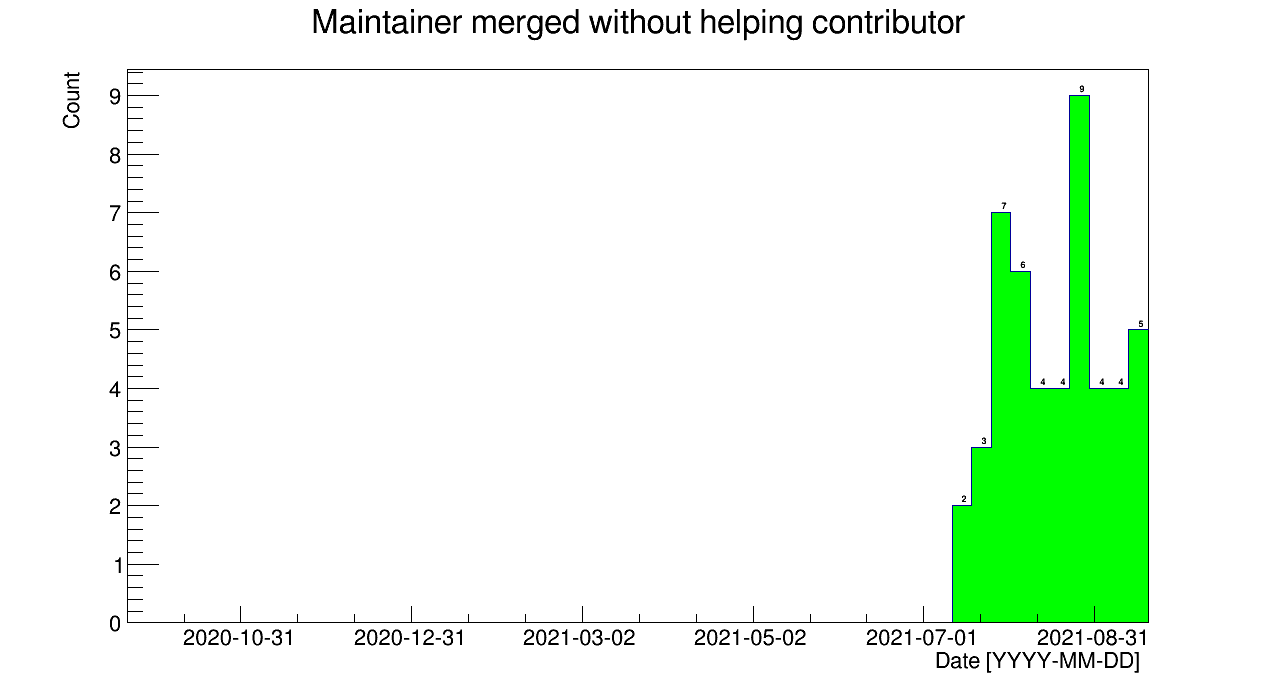 Maintainer merged without helping contributor
Count
9
8
7
6
5
4
3
2
1
0
2 3 7 6 4 4 9 4 4 5
2020-10-31 2020-12-31 2021-03-02 2021-05-02 2021-07-01 2021-08-31
Date [YYYY-MM-DD]